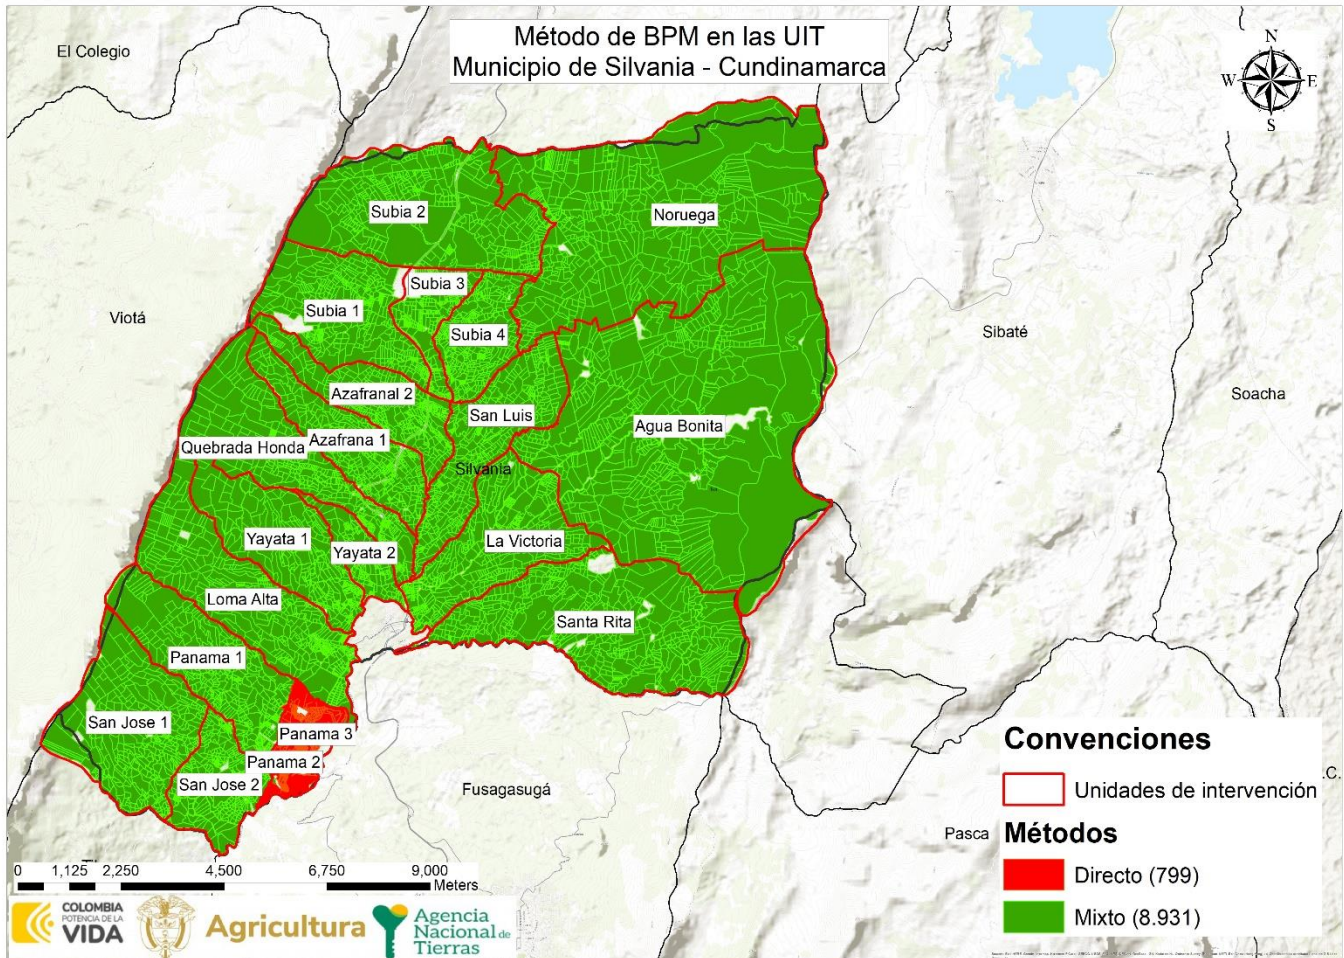 Método de BPM en las UIT
Municipio de Silvania - Cundinamarca
El Colegio
N
W
E
S
Subia 2
Noruega
Subia 3
Subia 1
Viotá
Subia 4
Sibaté
Azafranal 2
Soacha
San Luis
Agua Bonita
Azafrana 1
Quebrada Honda
Silvania
Yayata 1
La Victoria
Yayata 2
Loma Alta
Santa Rita
Panama 1
San Jose 1
Panama 3
Panama 2
San Jose 2
Fusagasugá
Pasca
.C.
Convenciones
Unidades de intervención
Métodos
Directo (799)
Mixto (8.931)
0 1,125 2,250 4,500 6,750 9,000
Meters
COLOMBIA
POTENCIA DE LA
VIDA
Agricultura
Agencia
Nacional de
Tierras